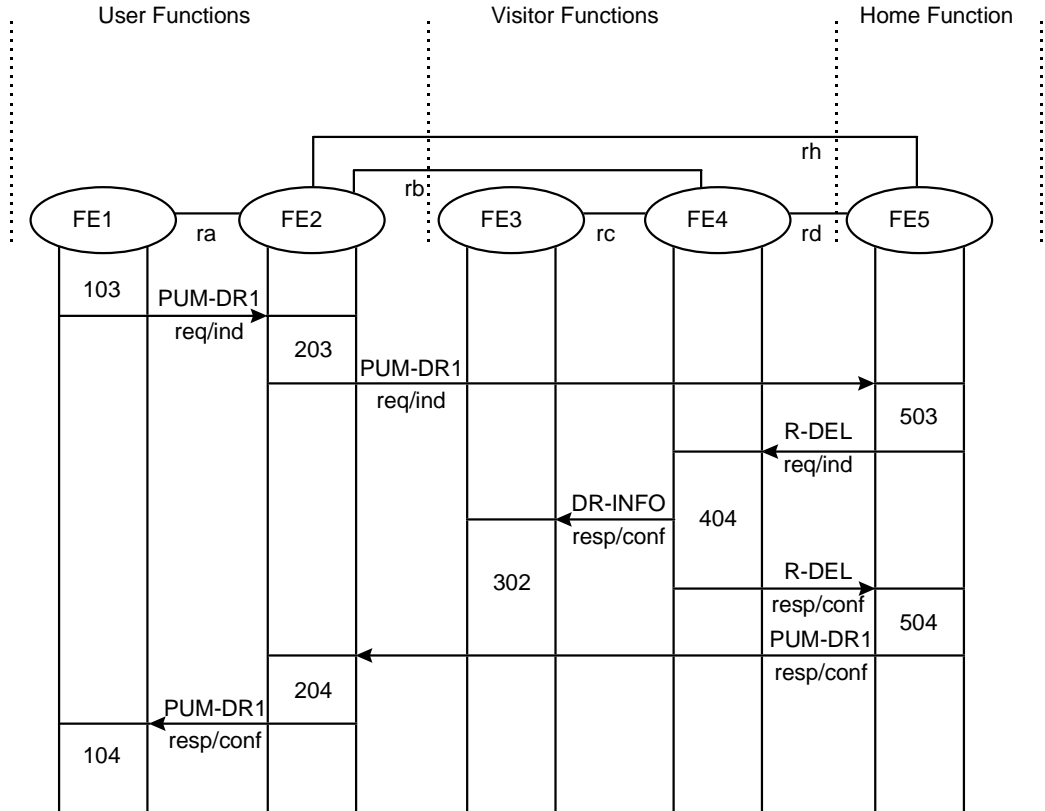 User Functions
Visitor Functions
Home Function
rh
rb
FE1
FE2
FE3
FE4
FE5
ra
rc
rd
103
PUM-DR1
req/ind
203
PUM-DR1
req/ind
503
R-DEL
req/ind
DR-INFO
resp/conf
404
302
R-DEL
resp/conf
504
PUM-DR1
resp/conf
204
PUM-DR1
resp/conf
104